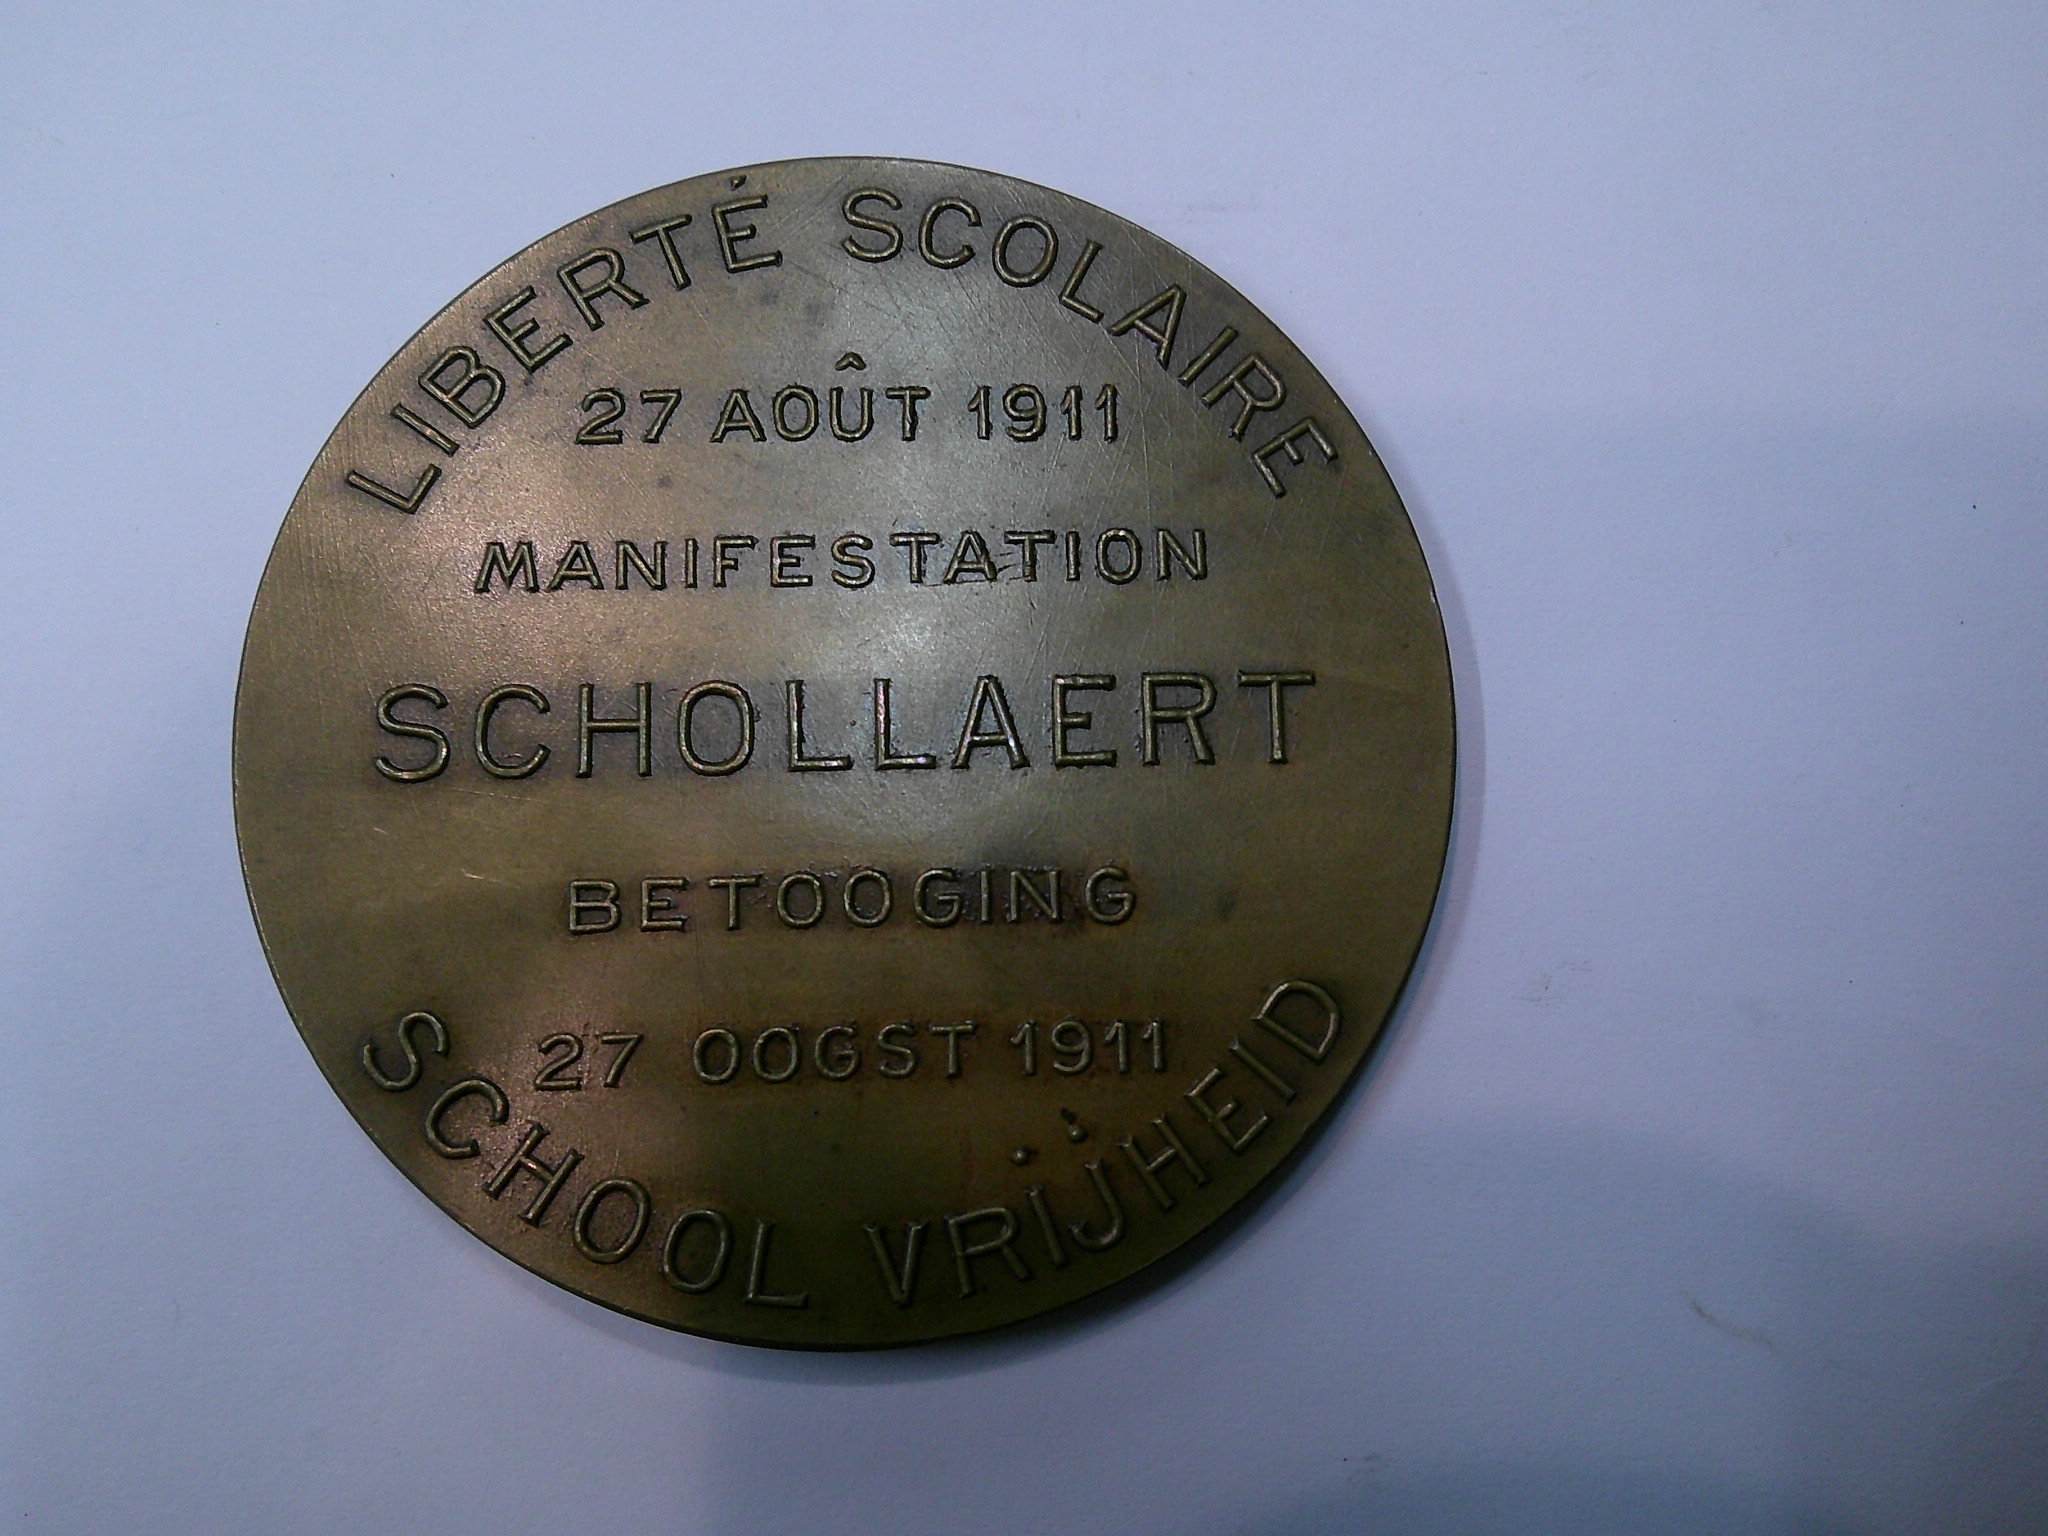 LIBERTÉ SCOLAIRE
27 AOÛT 1911
MANIFESTATION
SCHOLLAERT
BETOOGING
27 OOGST 1911
SCHOOL VRIJHEID